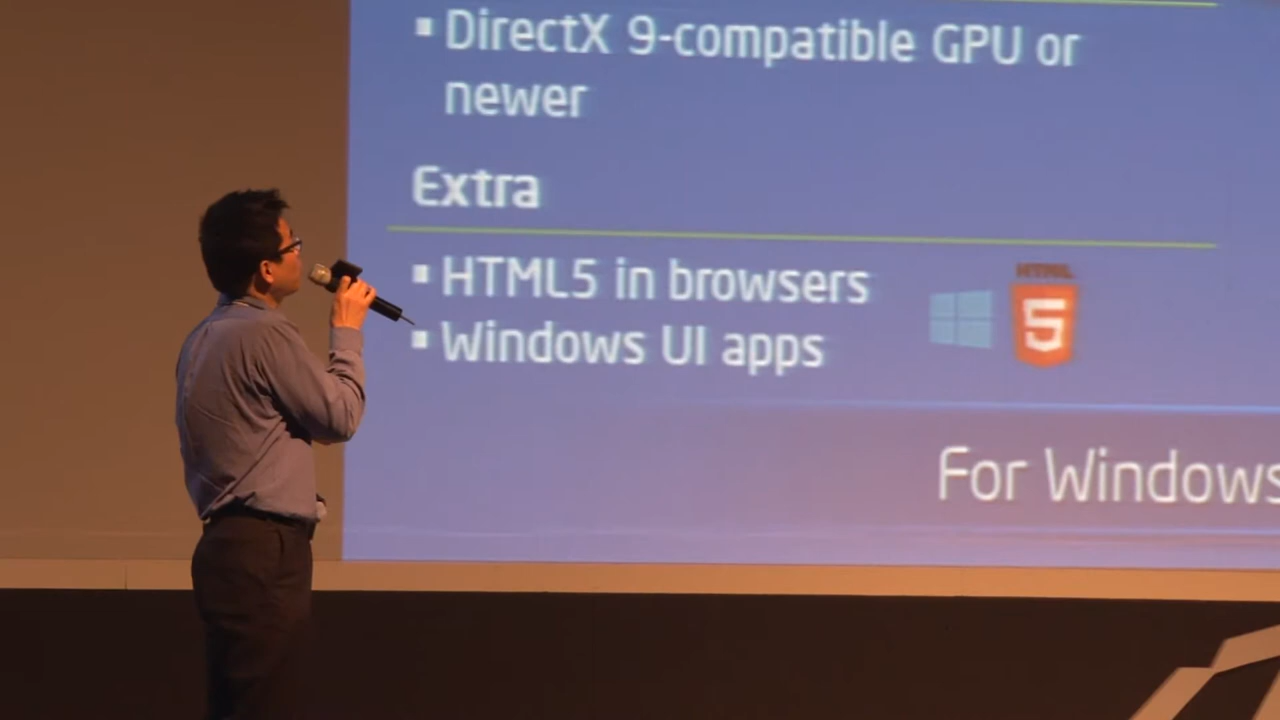 DirectX 9-compatible GPU or
newer
Extra
HTML5 in browsers
Windows UI apps
HTML
5
For Windows